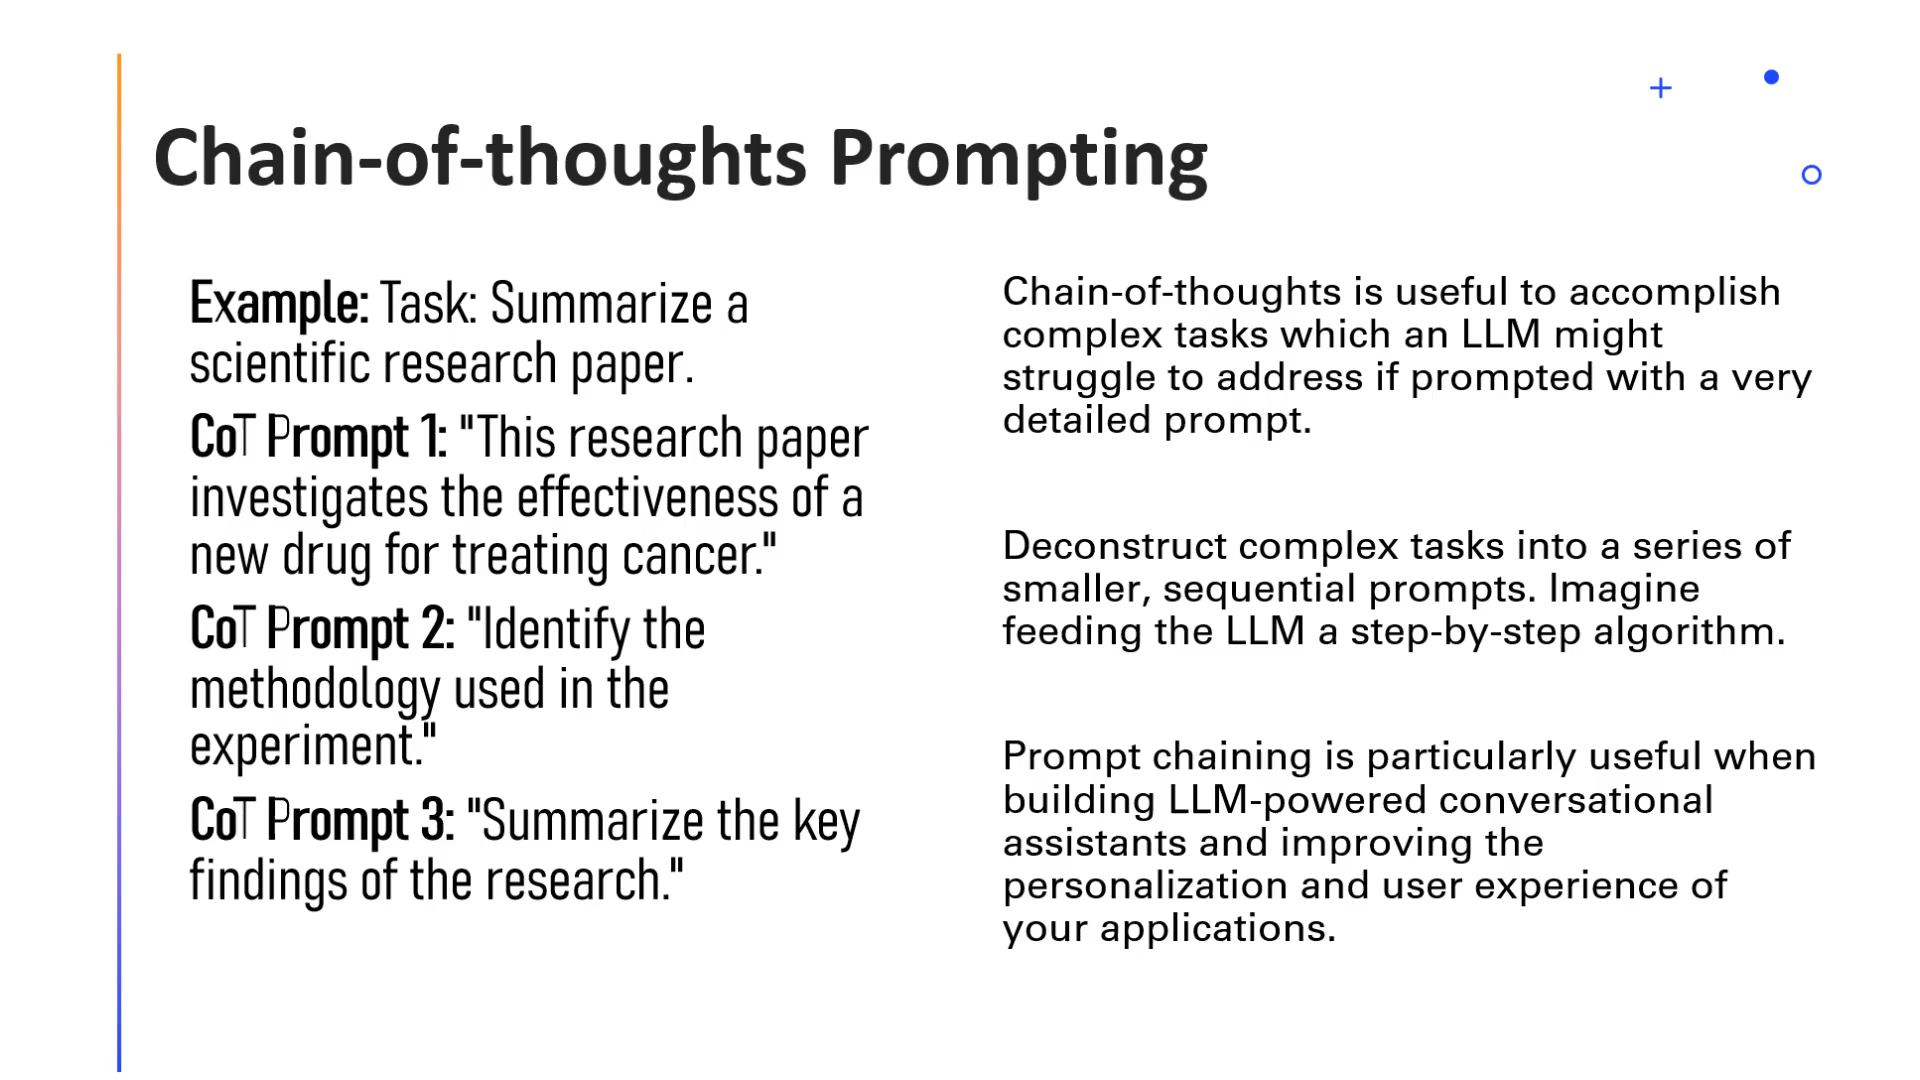 Chain-of-thoughts Prompting
Example: Task: Summarize a
scientific research paper.
CoT Prompt 1: "This research paper
investigates the effectiveness of a
new drug for treating cancer."
CoT Prompt 2: "Identify the
methodology used in the
experiment."
CoT Prompt 3: "Summarize the key
findings of the research."
Chain-of-thoughts is useful to accomplish
complex tasks which an LLM might
struggle to address if prompted with a very
detailed prompt.
Deconstruct complex tasks into a series of
smaller, sequential prompts. Imagine
feeding the LLM a step-by-step algorithm.
Prompt chaining is particularly useful when
building LLM-powered conversational
assistants and improving the
personalization and user experience of
your applications.